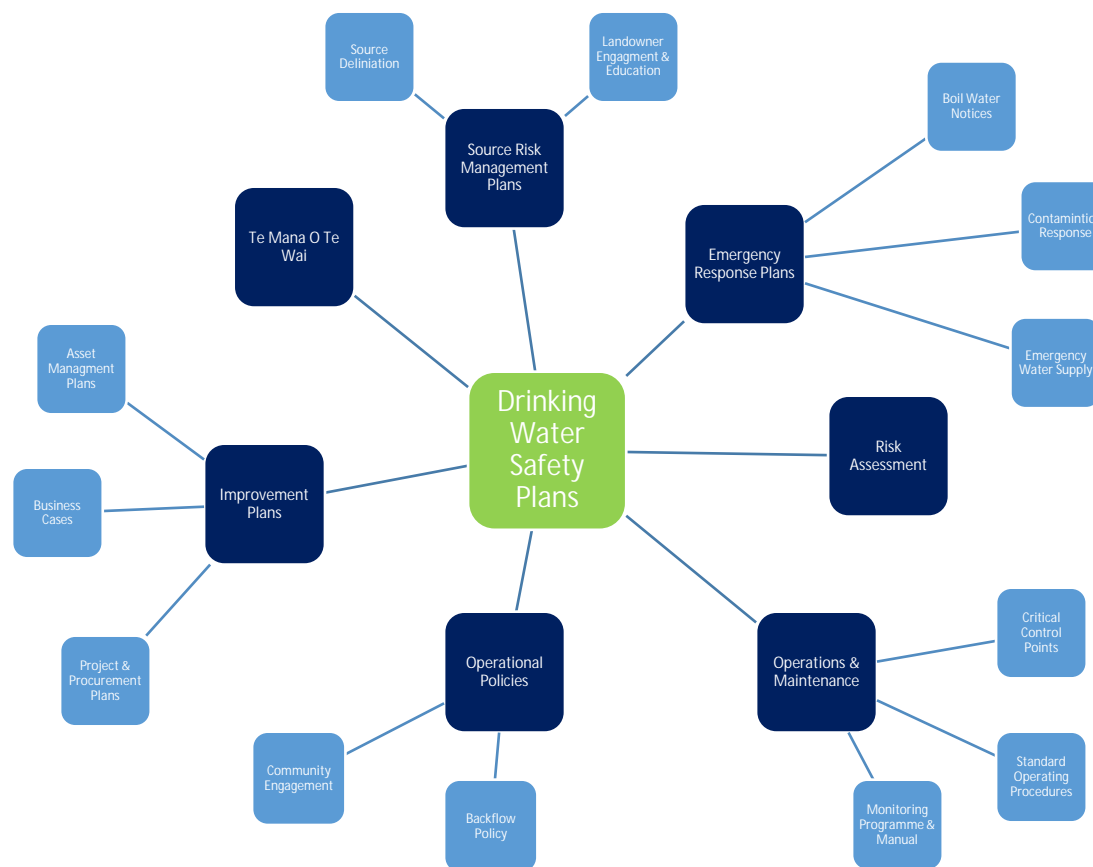 Source
Deliniation
Landowner
Engagment &
Education
Boil Water
Notices
Source Risk
Management
Plans
Te Mana O Te
Wai
Emergency
Response Plans
Contamintio
Response
Emergency
Water Supply
Asset
Managment
Plans
Drinking
Water
Safety
Plans
Risk
Assessment
Improvement
Plans
Business
Cases
Project &
Procurement
Plans
Operational
Policies
Operations &
Maintenance
Critical
Control
Points
Community
Engagement
Backflow
Policy
Monitoring
Programme &
Manual
Standard
Operating
Procedures